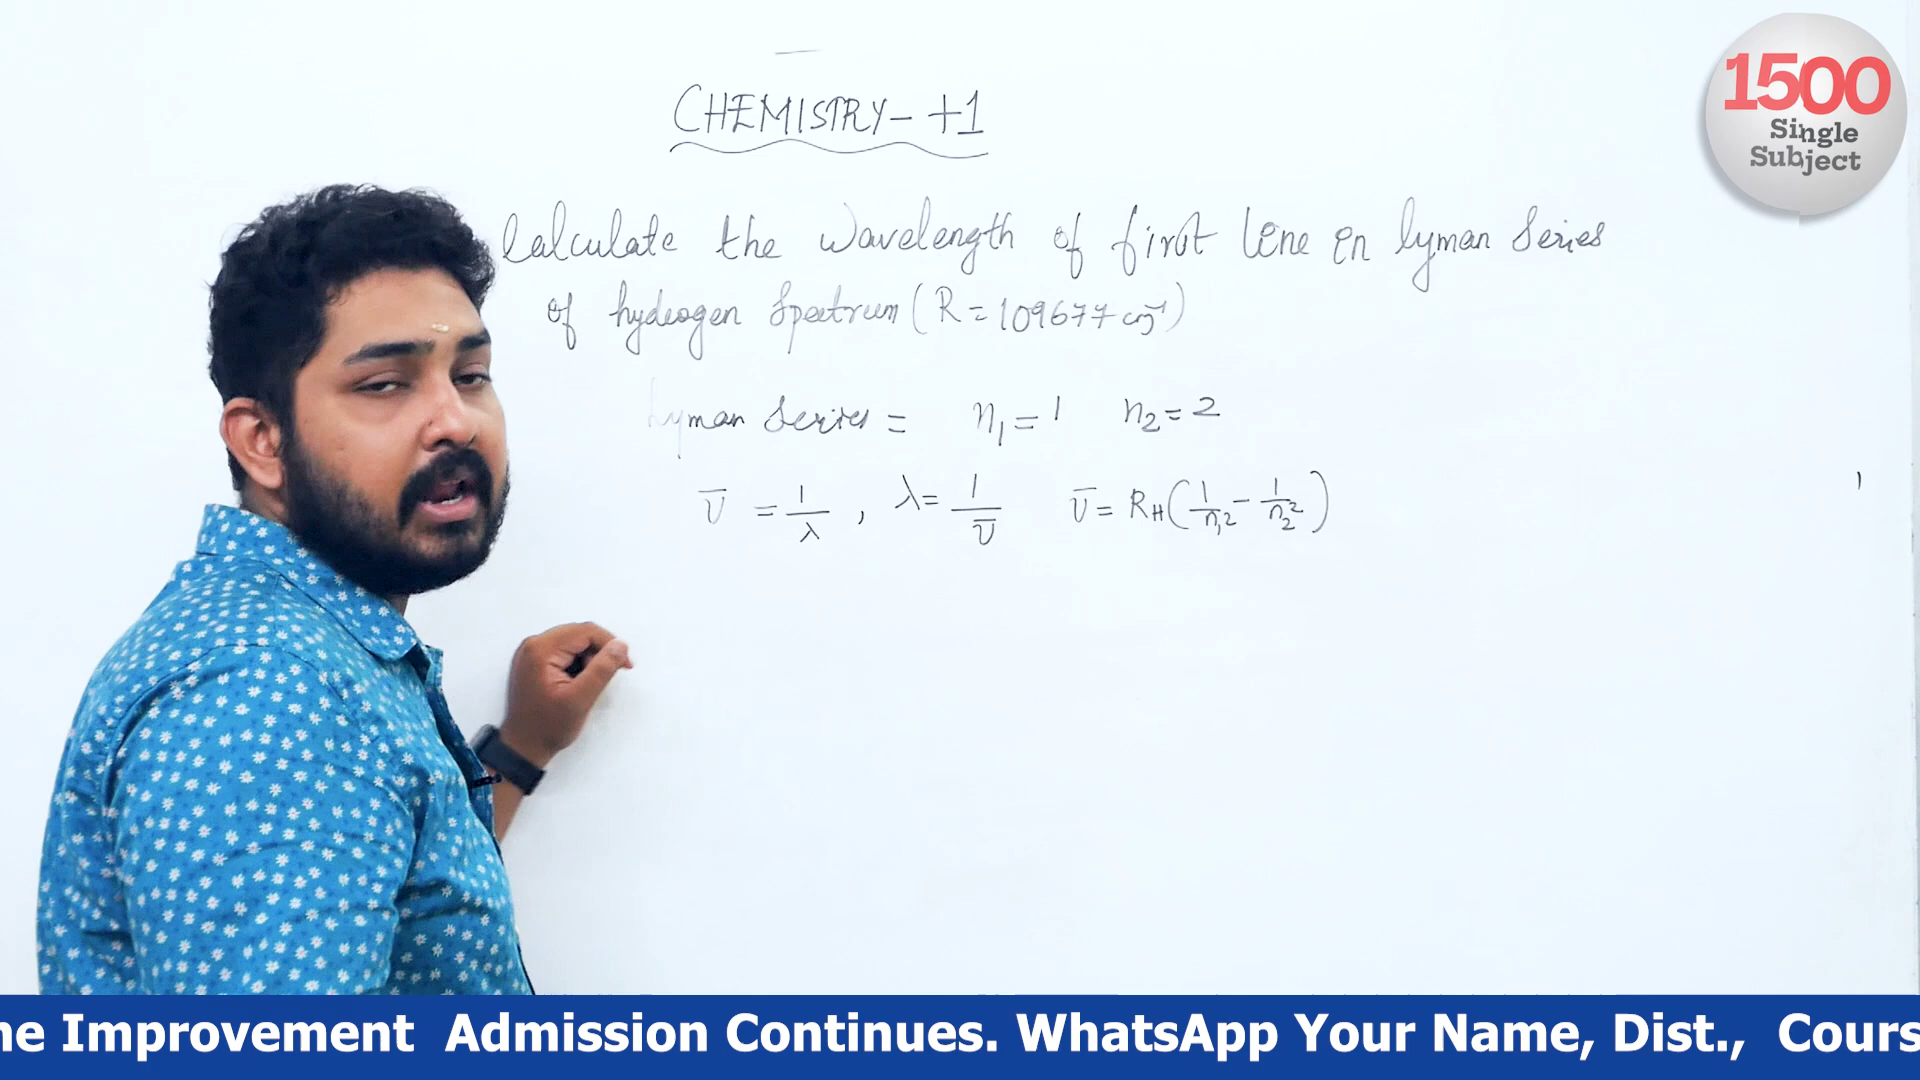 CHEMISTRY - +1
Calculate the Wavelength of first line in lyman Series
of hydrogen Spectrum (R = 109677 cm⁻¹)
Lyman Series = n₁ = 1 n₂ = 2
ῡ = 1/λ , λ = 1/ῡ ῡ = R_H (1/n₁² - 1/n₂²)
1500
Single
Subject
ne Improvement Admission Continues. WhatsApp Your Name, Dist., Cours